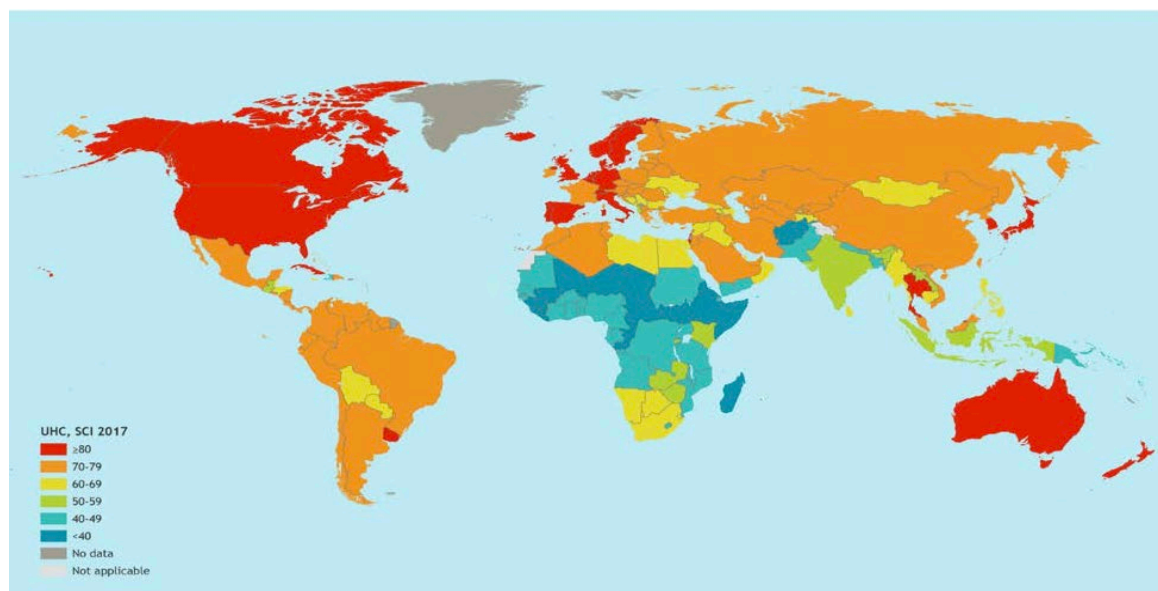 UHC, SCI 2017
≥80
70-79
60-69
50-59
40-49
<40
No data
Not applicable